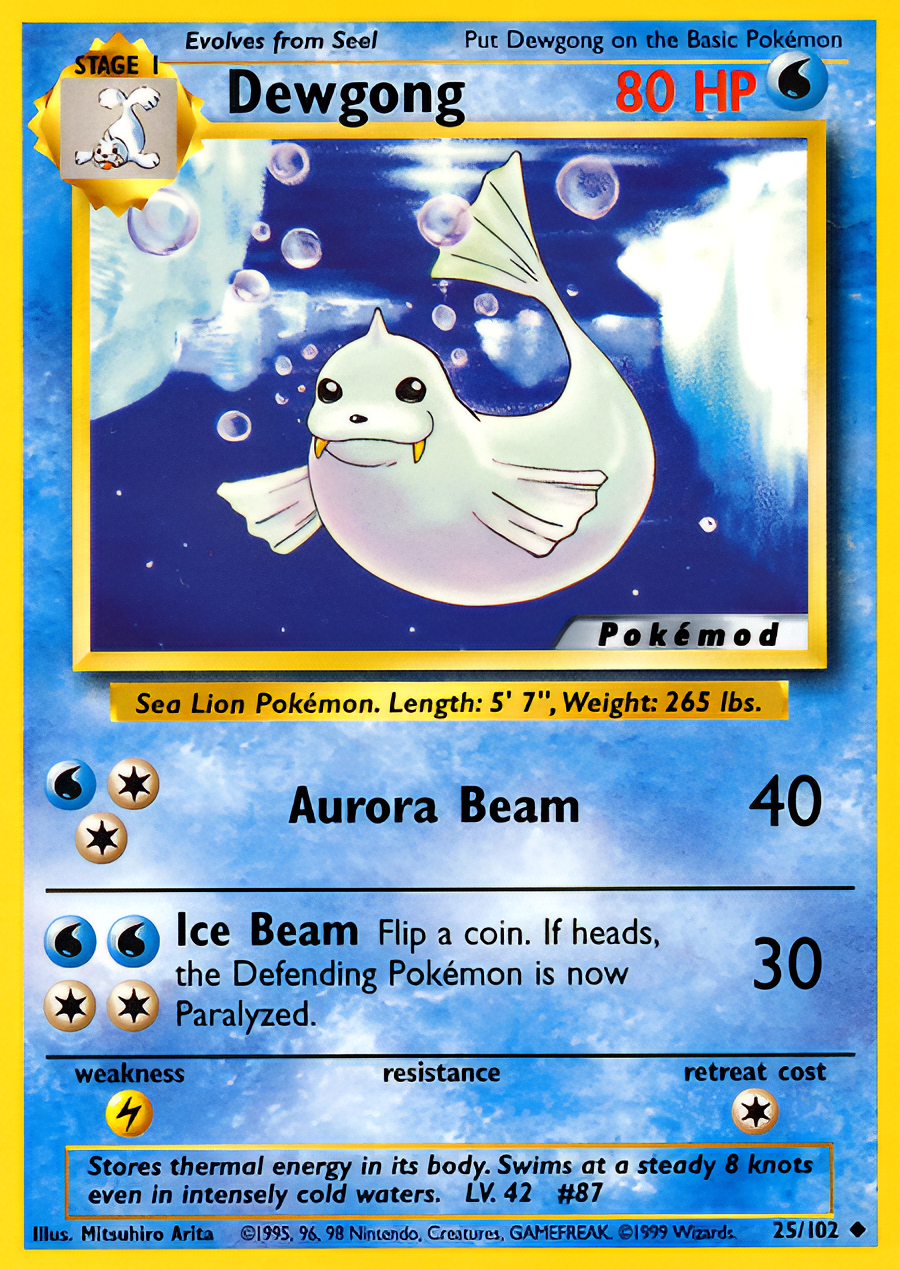 Evolves from Seel
Put Dewgong on the Basic Pokémon
STAGE 1
Dewgong
80 HP
Pokémod
Sea Lion Pokémon. Length: 5' 7", Weight: 265 lbs.
Aurora Beam
40
Ice Beam Flip a coin. If heads,
the Defending Pokémon is now
Paralyzed.
30
weakness
resistance
retreat cost
Stores thermal energy in its body. Swims at a steady 8 knots
even in intensely cold waters. LV. 42 #87
Illus. Mitsuhiro Arita
©1995, 96, 98 Nintendo, Creatures, GAMEFREAK. ©1999 Wizards.
25/102